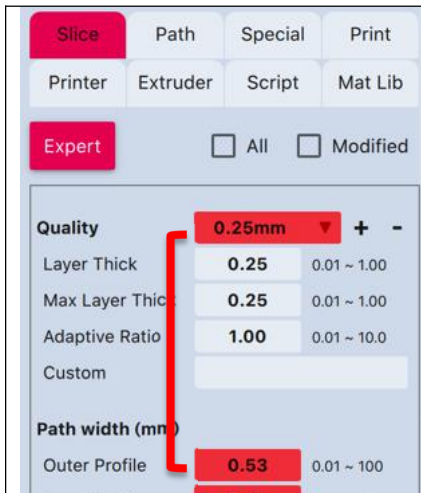 Slice Path Special Print
Printer Extruder Script Mat Lib
Expert All Modified
Quality 0.25mm ▼ + -
Layer Thick 0.25 0.01 ~ 1.00
Max Layer Thick 0.25 0.01 ~ 1.00
Adaptive Ratio 1.00 0.01 ~ 10.0
Custom
Path width (mm)
Outer Profile 0.53 0.01 ~ 100